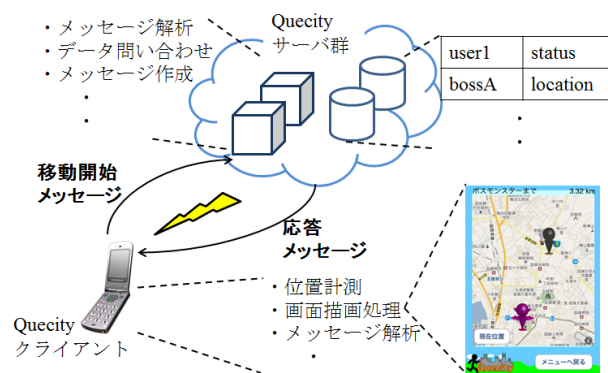 ・メッセージ解析
・データ問い合わせ
・メッセージ作成
・
・
Quecity
サーバ群
user1 status
bossA location
・
・
移動開始
メッセージ
応答
メッセージ
Quecity
クライアント
・位置計測
・画面描画処理
・メッセージ解析
・
ボスモンスターまで 3.32 km
現在位置
Quecity
メニューへ戻る